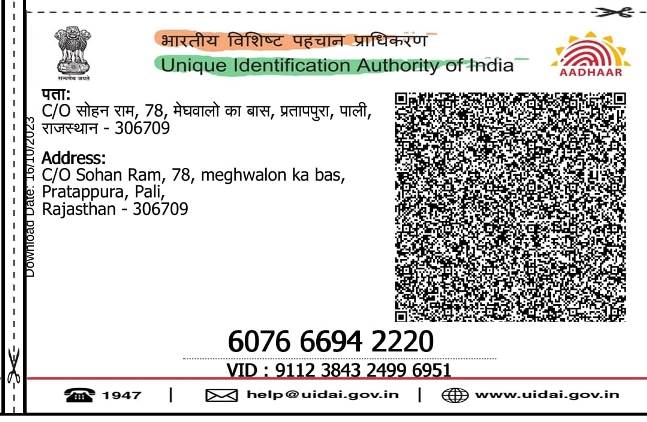 भारतीय विशिष्ट पहचान प्राधिकरण
Unique Identification Authority of India
AADHAAR
सत्यमेव जयते
पता:
C/O सोहन राम, 78, मेघवालो का बास, प्रतापपुरा, पाली,
राजस्थान - 306709
Address:
C/O Sohan Ram, 78, meghwalon ka bas,
Pratappura, Pali,
Rajasthan - 306709
Download Date: 16/10/2023
6076 6694 2220
VID : 9112 3843 2499 6951
1947 | help@uidai.gov.in | www.uidai.gov.in